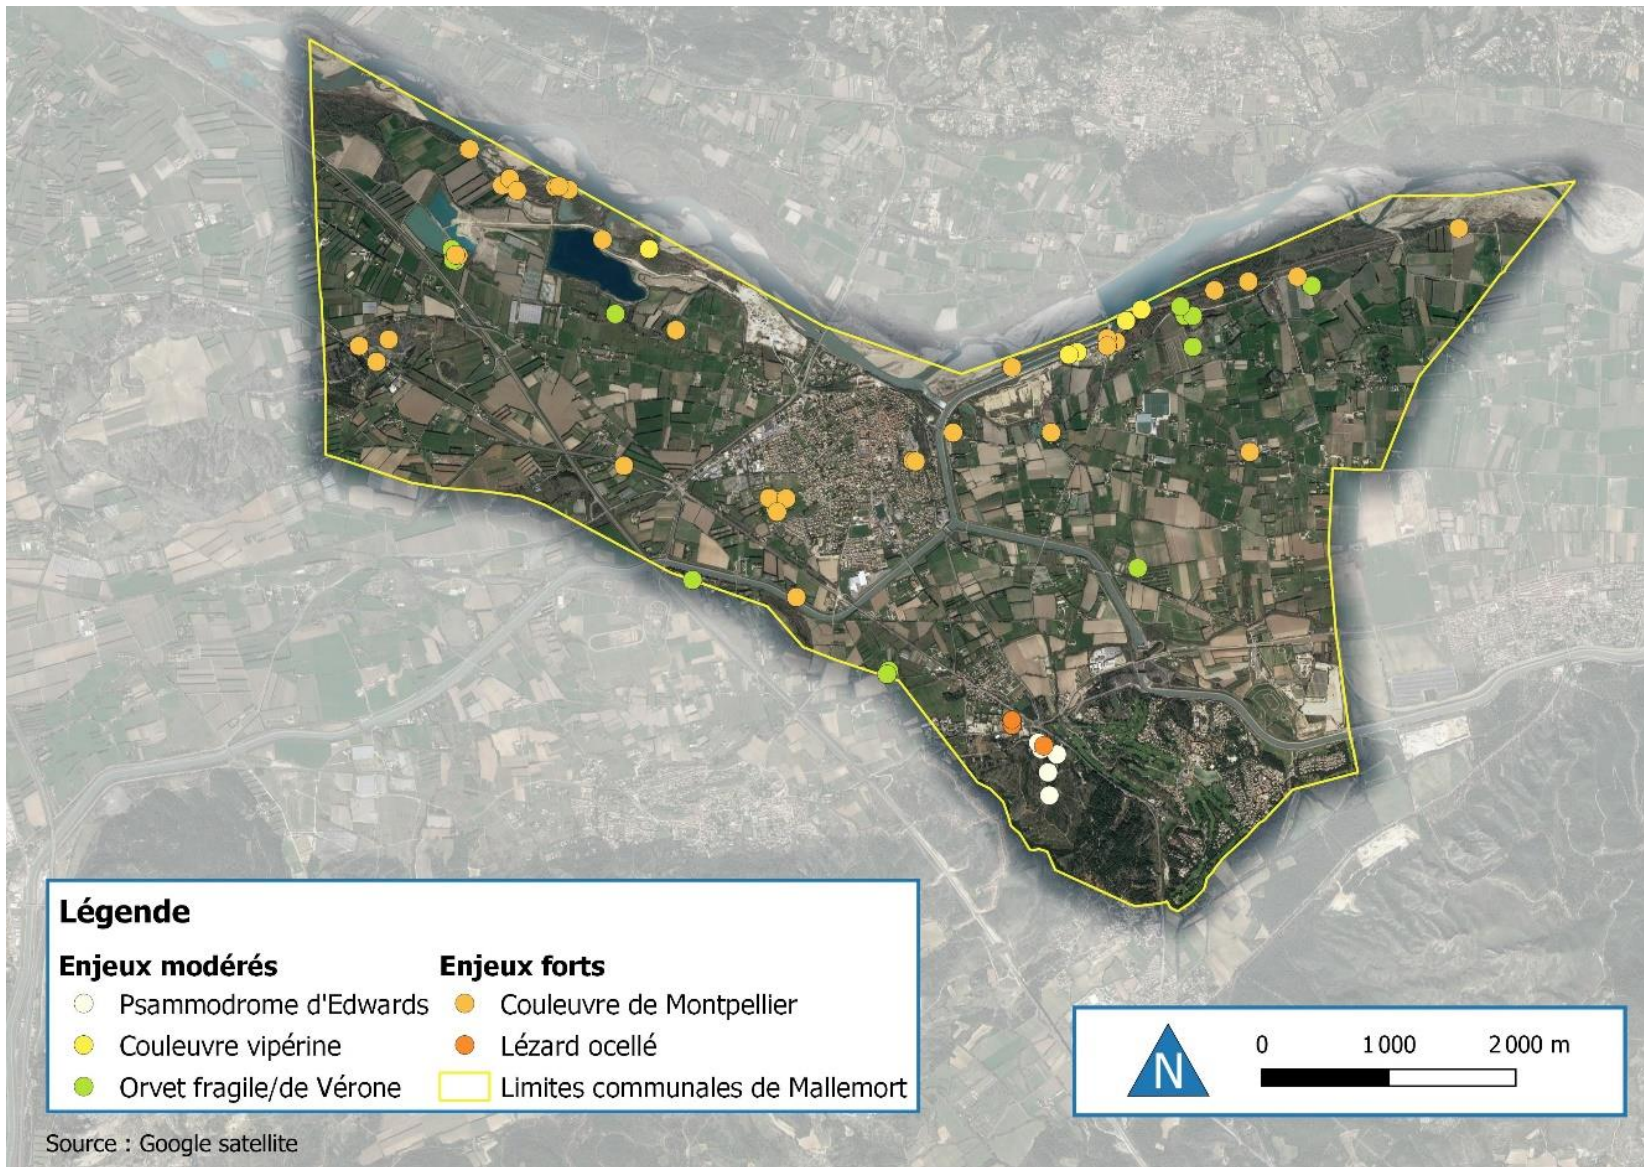 Légende
Enjeux modérés
Psammodrome d'Edwards
Couleuvre vipérine
Orvet fragile/de Vérone
Enjeux forts
Couleuvre de Montpellier
Lézard ocellé
Limites communales de Mallemort
N
0 1 000 2 000 m
Source : Google satellite